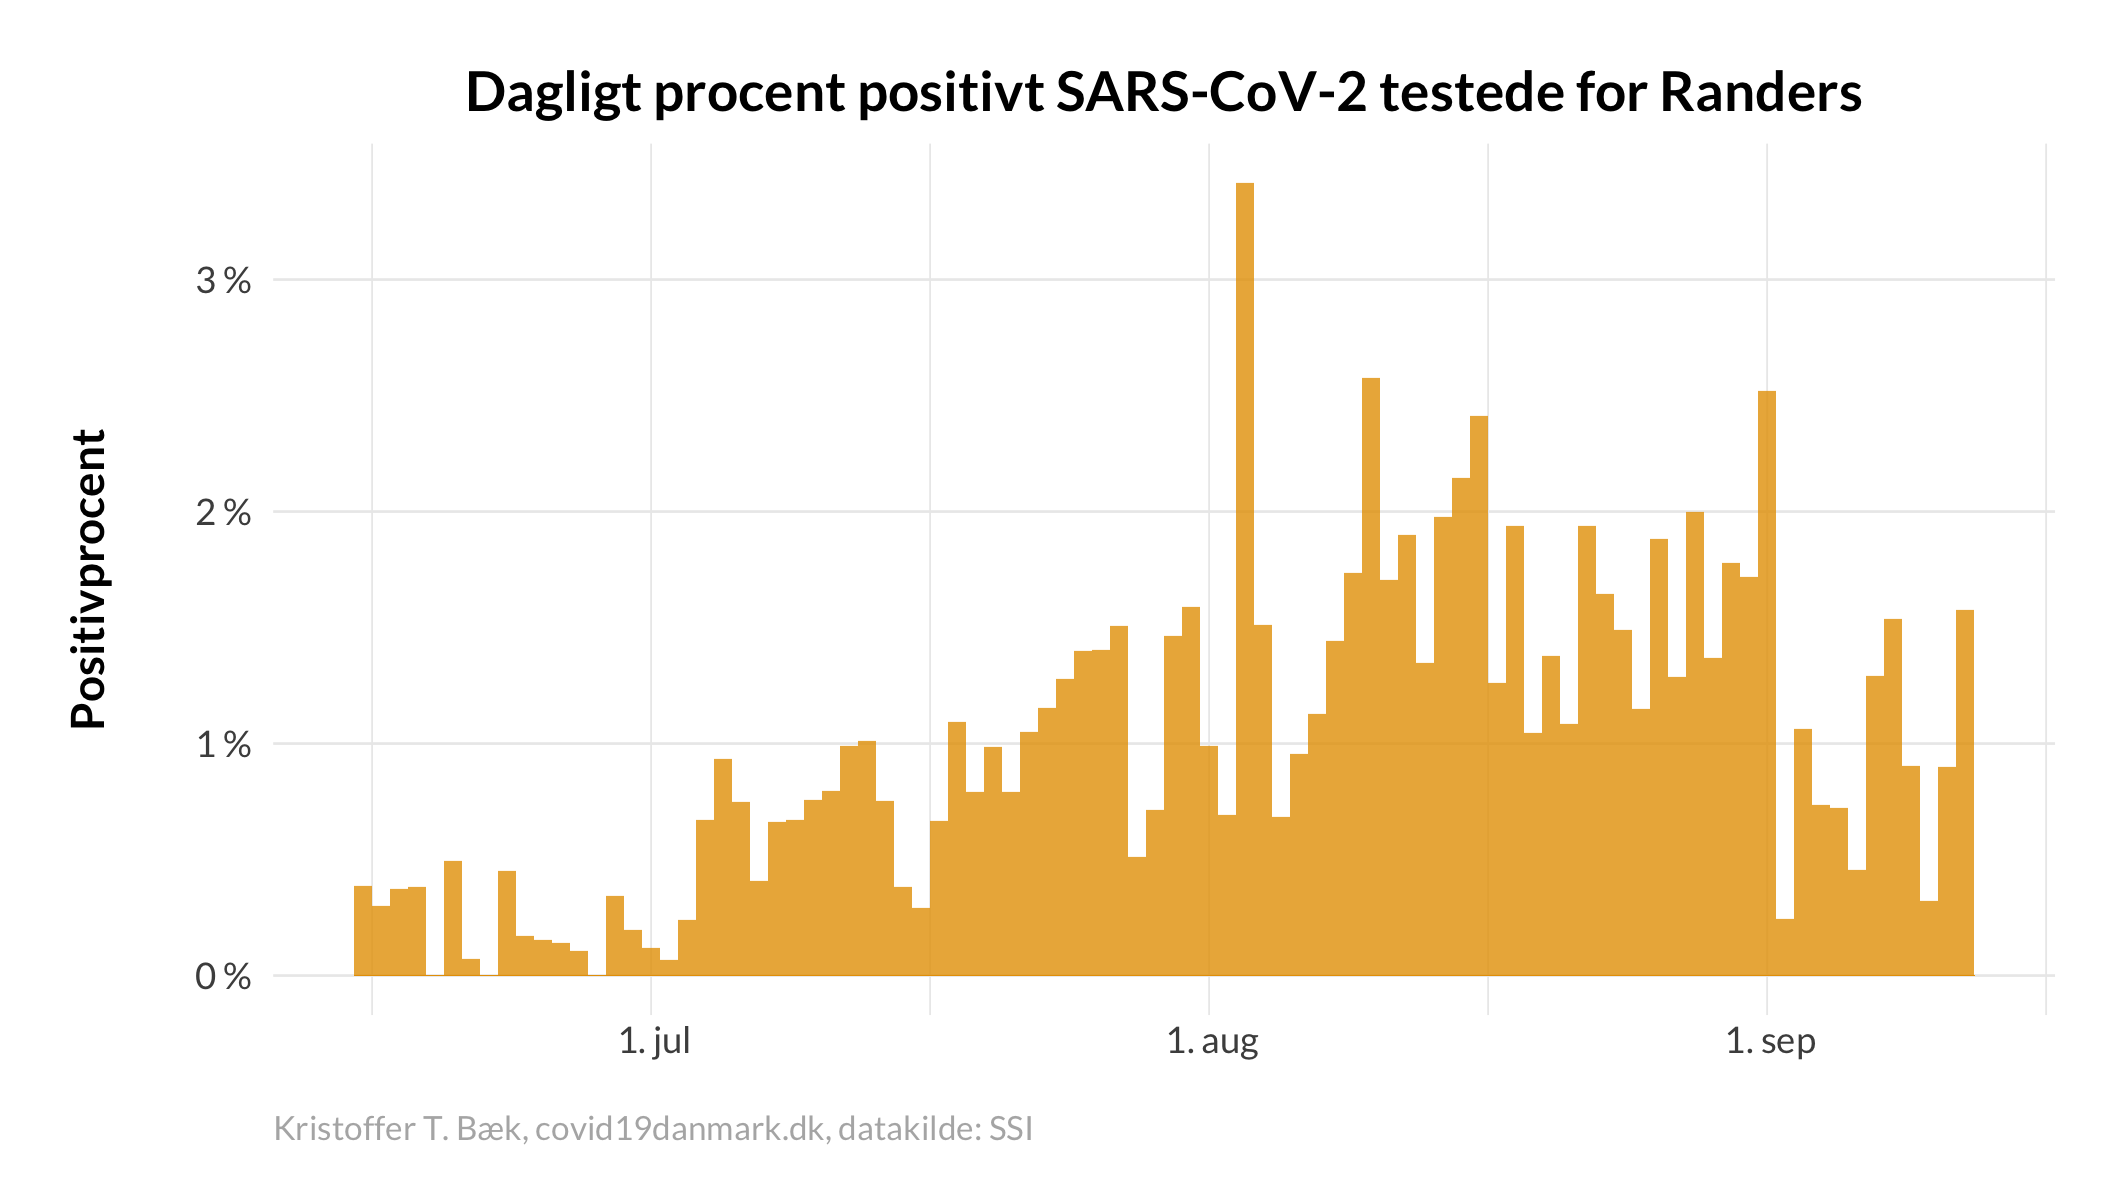 Dagligt procent positivt SARS-CoV-2 testede for Randers
Positivprocent
3 %
2 %
1 %
0 %
1. jul
1. aug
1. sep
Kristoffer T. Bæk, covid19danmark.dk, datakilde: SSI